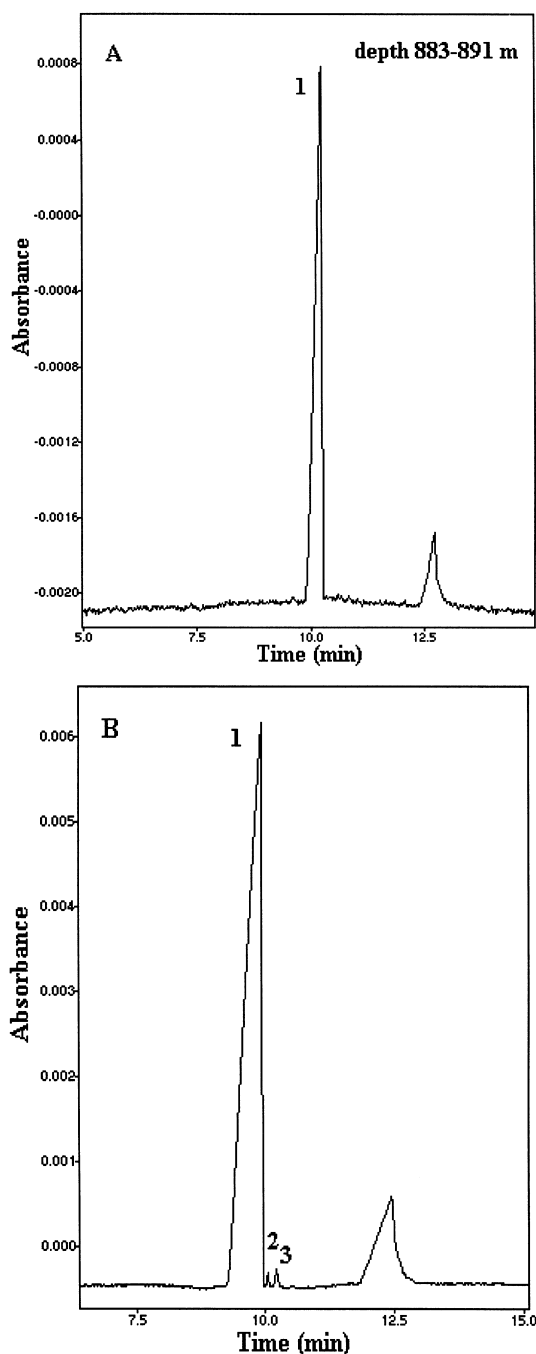 A depth 883-891 m
1
0.0008
0.0004
-0.0000
-0.0004
-0.0008
-0.0012
-0.0016
-0.0020
Absorbance
5.0 7.5 10.0 12.5
Time (min)
B
1
0.006
0.005
0.004
0.003
0.002
0.001
0.000
2
3
Absorbance
7.5 10.0 12.5 15.0
Time (min)